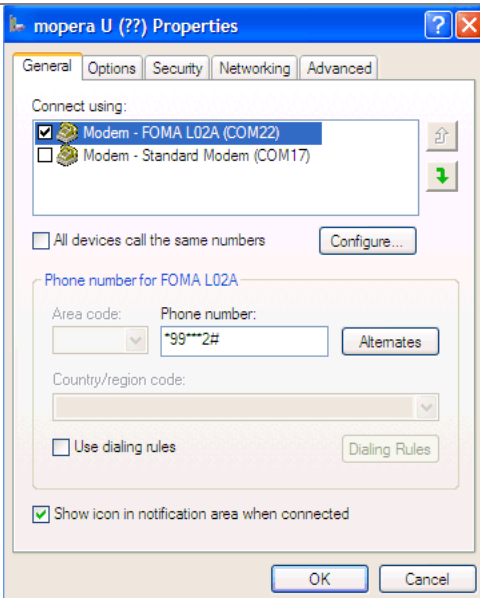 mopera U (??) Properties
General Options Security Networking Advanced
Connect using:
Modem - FOMA L02A (COM22)
Modem - Standard Modem (COM17)
All devices call the same numbers
Configure...
Phone number for FOMA L02A
Area code: Phone number:
*99***2#
Alternates
Country/region code:
Use dialing rules
Dialing Rules
Show icon in notification area when connected
OK Cancel